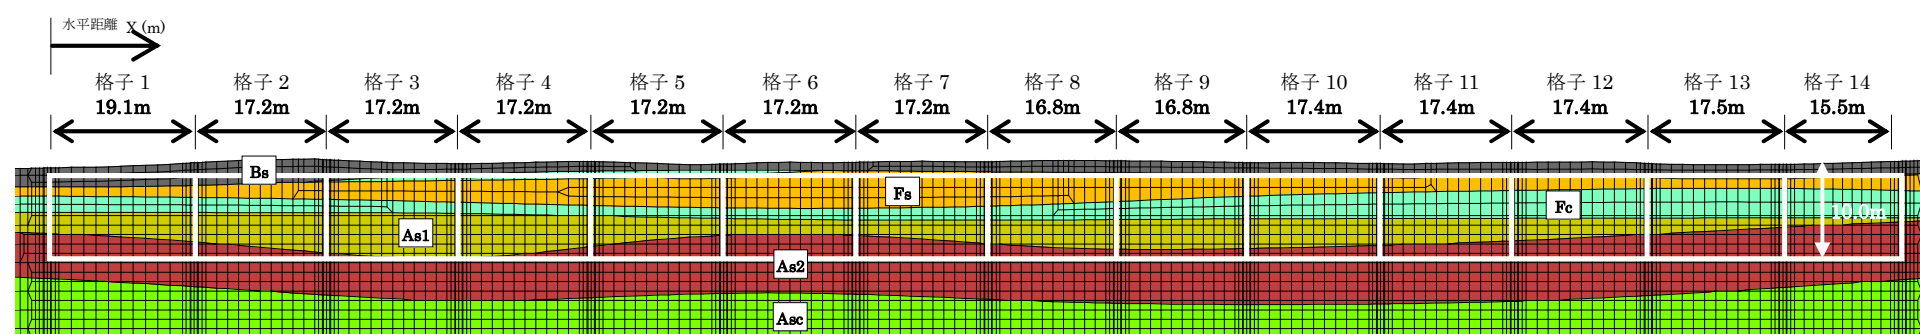 水平距離 X (m)
格子 1 格子 2 格子 3 格子 4 格子 5 格子 6 格子 7 格子 8 格子 9 格子 10 格子 11 格子 12 格子 13 格子 14
19.1m 17.2m 17.2m 17.2m 17.2m 17.2m 17.2m 16.8m 16.8m 17.4m 17.4m 17.4m 17.5m 15.5m
Bs
Fs
Fc
10.0m
As1
As2
Asc